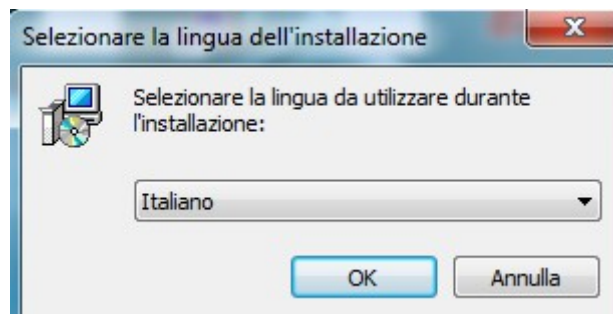 Selezionare la lingua dell'installazione
Selezionare la lingua da utilizzare durante
l'installazione:
Italiano
OK
Annulla